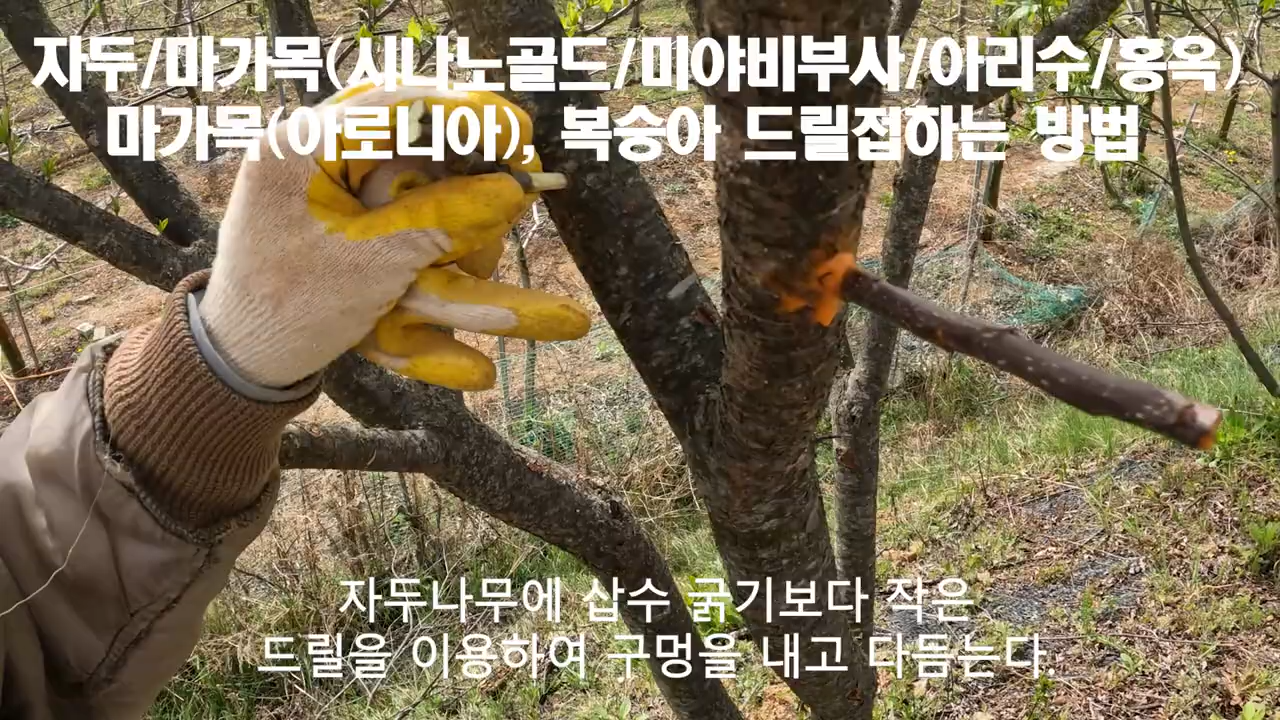 자두/마가목(시나노골드/미야비부사/아리수/홍옥)
마가목(아로니아), 복숭아 드릴접하는 방법
자두나무에 삽수 굵기보다 작은
드릴을 이용하여 구멍을 내고 다듬는다.